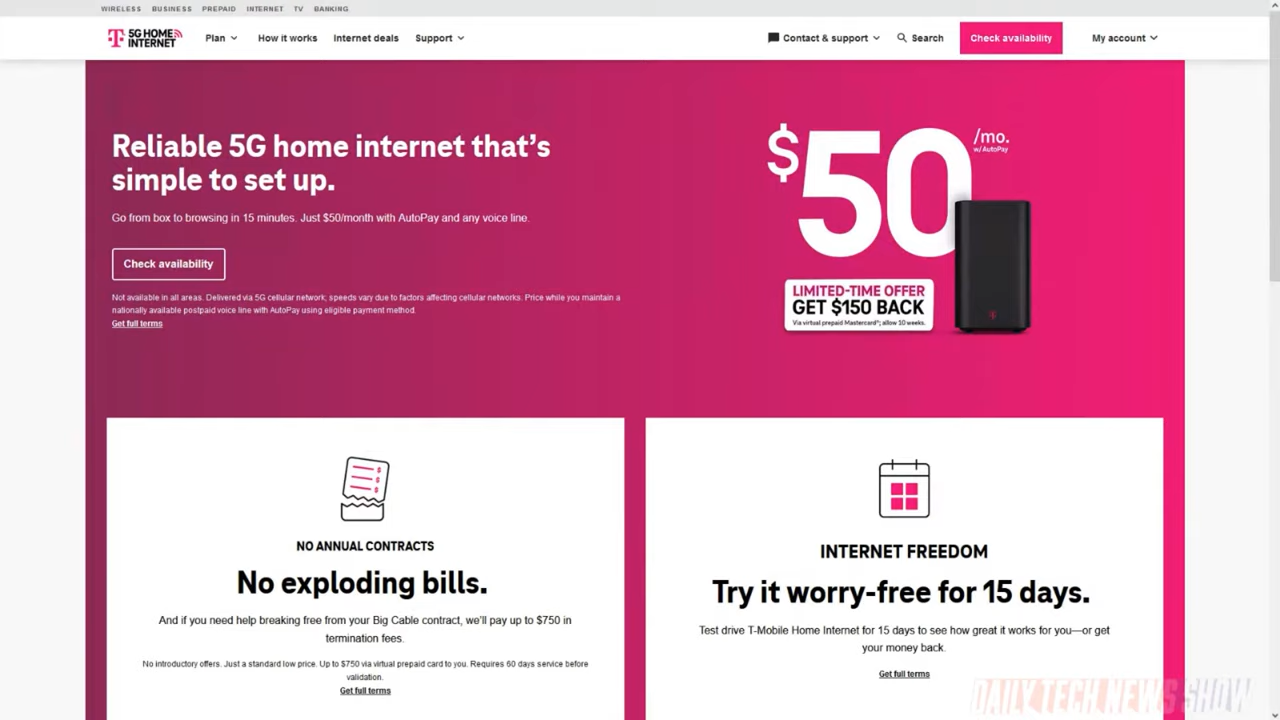 WIRELESS BUSINESS PREPAID INTERNET TV BANKING
T 5G HOME INTERNET
Plan How it works Internet deals Support Contact & support Search Check availability My account
Reliable 5G home internet that's
simple to set up.
Go from box to browsing in 15 minutes. Just $50/month with AutoPay and any voice line.
Check availability
Not available in all areas. Delivered via 5G cellular network; speeds vary due to factors affecting cellular networks. Price while you maintain a
nationally available postpaid voice line with AutoPay using eligible payment method.
Get full terms
$50 /mo.
w/AutoPay
LIMITED-TIME OFFER
GET $150 BACK
Via virtual prepaid Mastercard®; allow 10 weeks.
NO ANNUAL CONTRACTS
No exploding bills.
And if you need help breaking free from your Big Cable contract, we'll pay up to $750 in
termination fees.
No introductory offers. Just a standard low price. Up to $750 via virtual prepaid card to you. Requires 60 days service before
validation.
Get full terms
INTERNET FREEDOM
Try it worry-free for 15 days.
Test drive T-Mobile Home Internet for 15 days to see how great it works for you—or get
your money back.
Get full terms
DAILY TECH NEWS SHOW